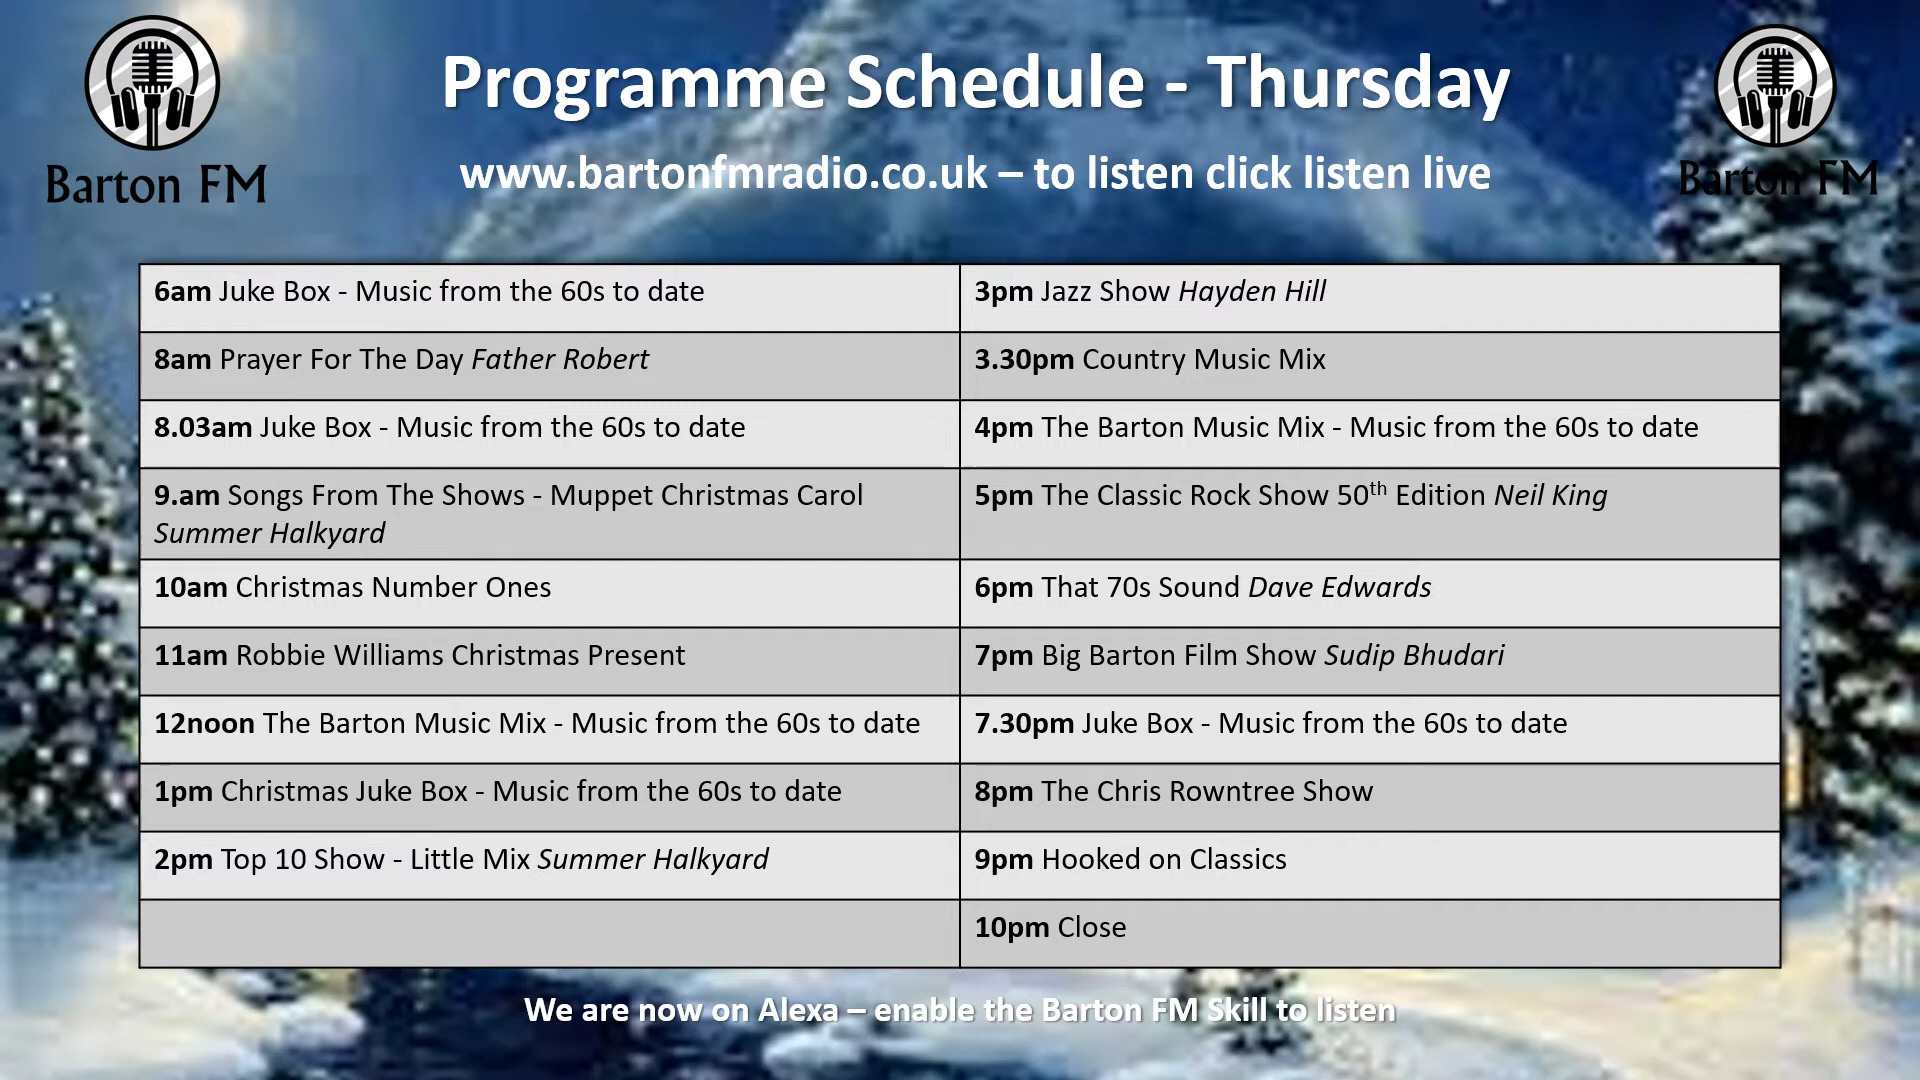 Barton FM
Programme Schedule - Thursday
www.bartonfmradio.co.uk – to listen click listen live
Barton FM
6am Juke Box - Music from the 60s to date
8am Prayer For The Day Father Robert
8.03am Juke Box - Music from the 60s to date
9.am Songs From The Shows - Muppet Christmas Carol
Summer Halkyard
10am Christmas Number Ones
11am Robbie Williams Christmas Present
12noon The Barton Music Mix - Music from the 60s to date
1pm Christmas Juke Box - Music from the 60s to date
2pm Top 10 Show - Little Mix Summer Halkyard
3pm Jazz Show Hayden Hill
3.30pm Country Music Mix
4pm The Barton Music Mix - Music from the 60s to date
5pm The Classic Rock Show 50th Edition Neil King
6pm That 70s Sound Dave Edwards
7pm Big Barton Film Show Sudip Bhudari
7.30pm Juke Box - Music from the 60s to date
8pm The Chris Rowntree Show
9pm Hooked on Classics
10pm Close
We are now on Alexa – enable the Barton FM Skill to listen